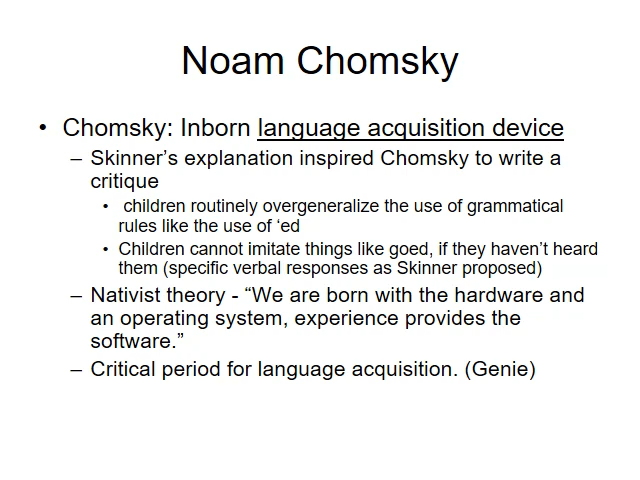 Noam Chomsky
• Chomsky: Inborn language acquisition device
– Skinner’s explanation inspired Chomsky to write a
critique
• children routinely overgeneralize the use of grammatical
rules like the use of ‘ed
• Children cannot imitate things like goed, if they haven’t heard
them (specific verbal responses as Skinner proposed)
– Nativist theory - “We are born with the hardware and
an operating system, experience provides the
software.”
– Critical period for language acquisition. (Genie)